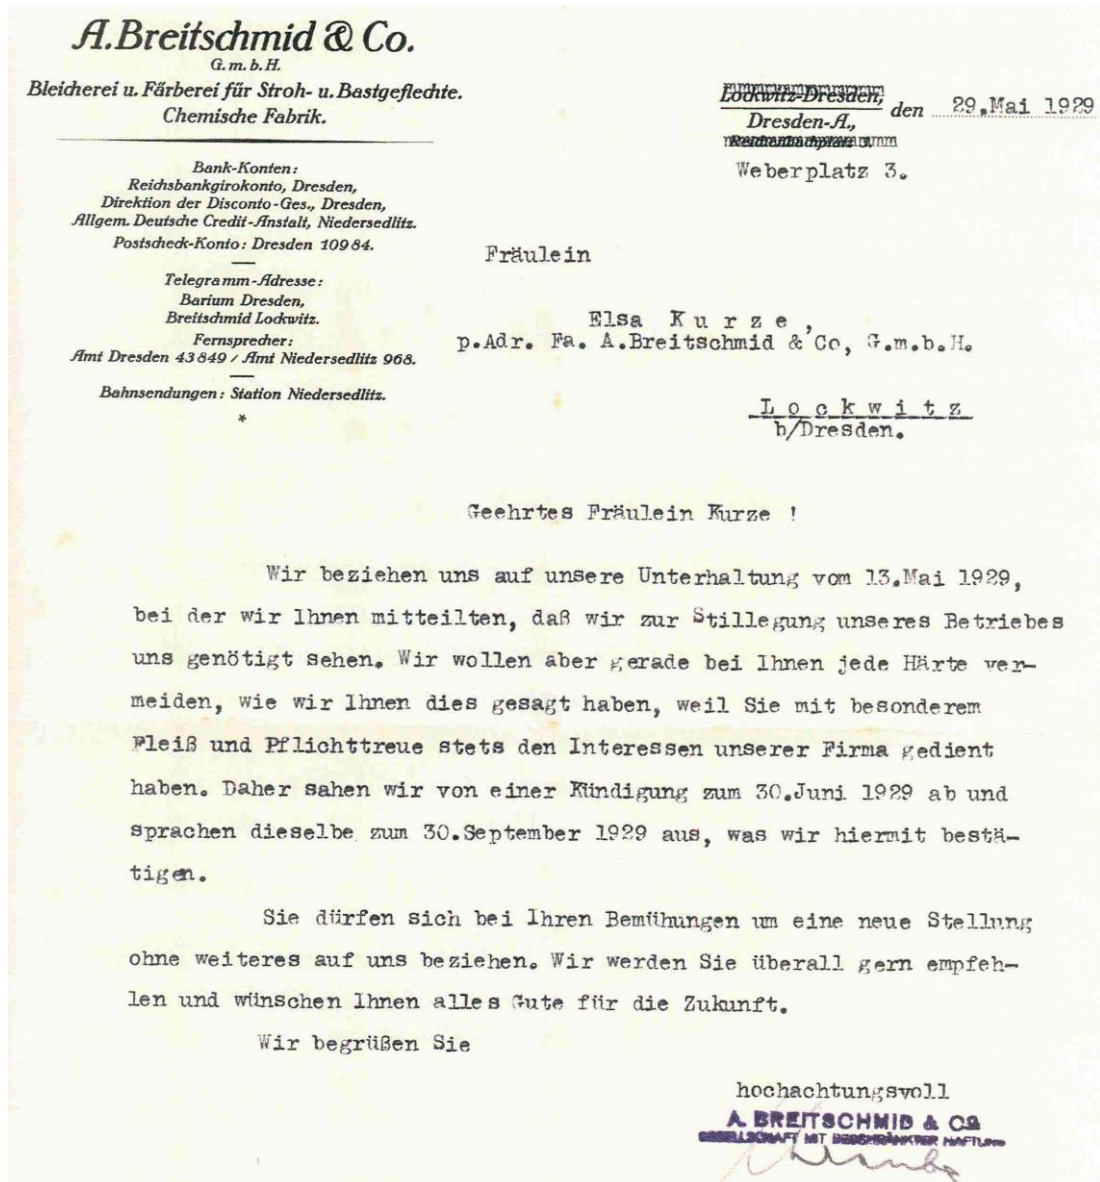 A. Breitschmid & Co.
G. m. b. H.
Bleicherei u. Färberei für Stroh- u. Bastgeflechte.
Chemische Fabrik.
Lockwitz-Dresden,
Dresden-A.,
den 29.Mai 1929
Weberplatz 3.
Bank-Konten:
Reichsbankgirokonto, Dresden,
Direktion der Disconto-Ges., Dresden,
Allgem. Deutsche Credit-Anstalt, Niedersedlitz.
Postscheck-Konto: Dresden 10984.
Telegramm-Adresse:
Barium Dresden,
Breitschmid Lockwitz.
Fernsprecher:
Amt Dresden 43849 / Amt Niedersedlitz 968.
Bahnsendungen: Station Niedersedlitz.
*
Fräulein
Elsa Kurze,
p.Adr. Fa. A.Breitschmid & Co, G.m.b.H.
Lockwitz
b/Dresden.
Geehrtes Fräulein Kurze !
Wir beziehen uns auf unsere Unterhaltung vom 13.Mai 1929,
bei der wir Ihnen mitteilten, daß wir zur Stillegung unseres Betriebes
uns genötigt sehen. Wir wollen aber gerade bei Ihnen jede Härte ver-
meiden, wie wir Ihnen dies gesagt haben, weil Sie mit besonderem
Fleiß und Pflichttreue stets den Interessen unserer Firma gedient
haben. Daher sahen wir von einer Kündigung zum 30.Juni 1929 ab und
sprachen dieselbe zum 30.September 1929 aus, was wir hiermit bestä-
tigen.
Sie dürfen sich bei Ihren Bemühungen um eine neue Stellung
ohne weiteres auf uns beziehen. Wir werden Sie überall gern empfeh-
len und wünschen Ihnen alles Gute für die Zukunft.
Wir begrüßen Sie
hochachtungsvoll
A. BREITSCHMID & CO
GESELLSCHAFT MIT BESCHRÄNKTER HAFTUNG